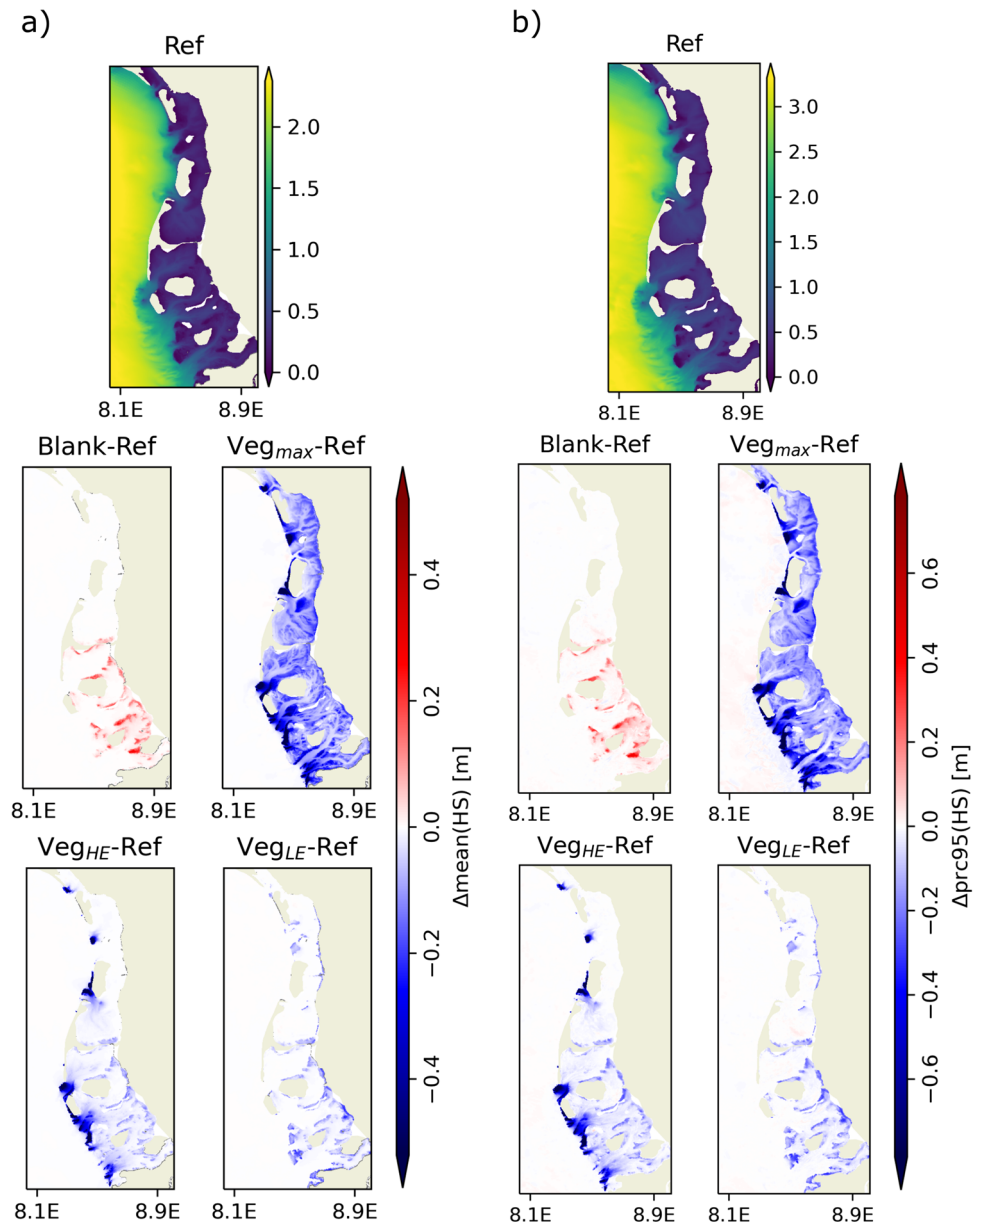 a)
Ref
2.0
1.5
1.0
0.5
0.0
8.1E 8.9E
Blank-Ref Veg_max-Ref
8.1E 8.9E 8.1E 8.9E
Veg_HE-Ref Veg_LE-Ref
8.1E 8.9E 8.1E 8.9E
0.4
0.2
0.0
−0.2
−0.4
Δmean(HS) [m]
b)
Ref
3.0
2.5
2.0
1.5
1.0
0.5
0.0
8.1E 8.9E
Blank-Ref Veg_max-Ref
8.1E 8.9E 8.1E 8.9E
Veg_HE-Ref Veg_LE-Ref
8.1E 8.9E 8.1E 8.9E
0.6
0.4
0.2
0.0
−0.2
−0.4
−0.6
Δprc95(HS) [m]